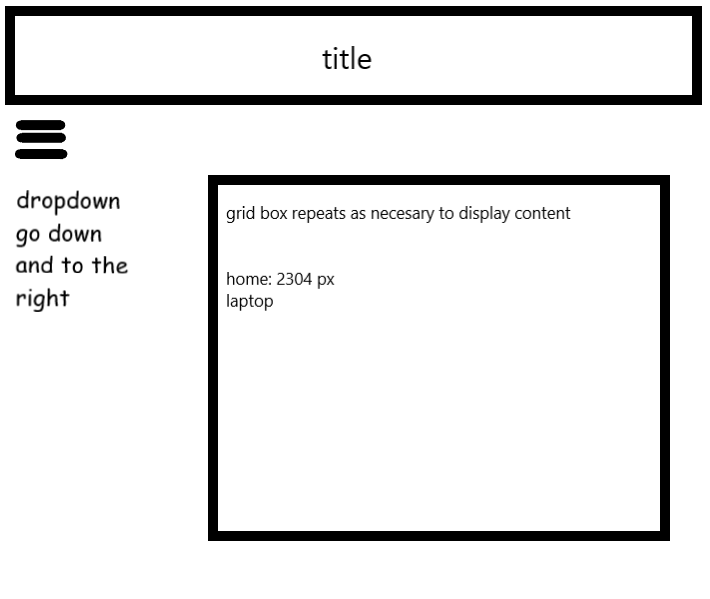 title
dropdown
go down
and to the
right
grid box repeats as necesary to display content
home: 2304 px
laptop